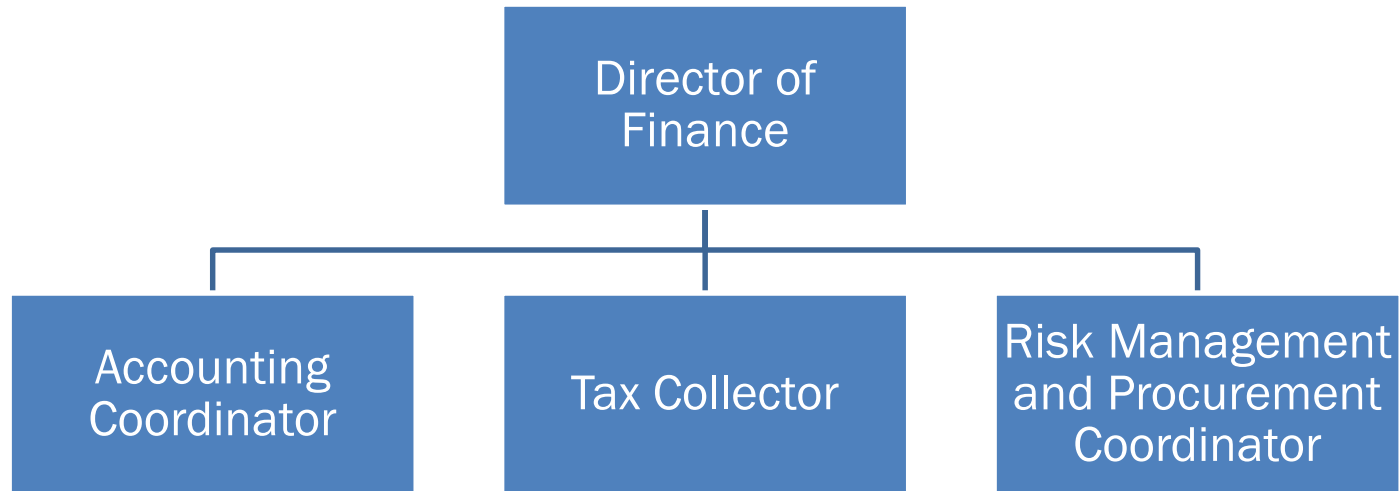 Director of
Finance
Accounting
Coordinator
Tax Collector
Risk Management
and Procurement
Coordinator